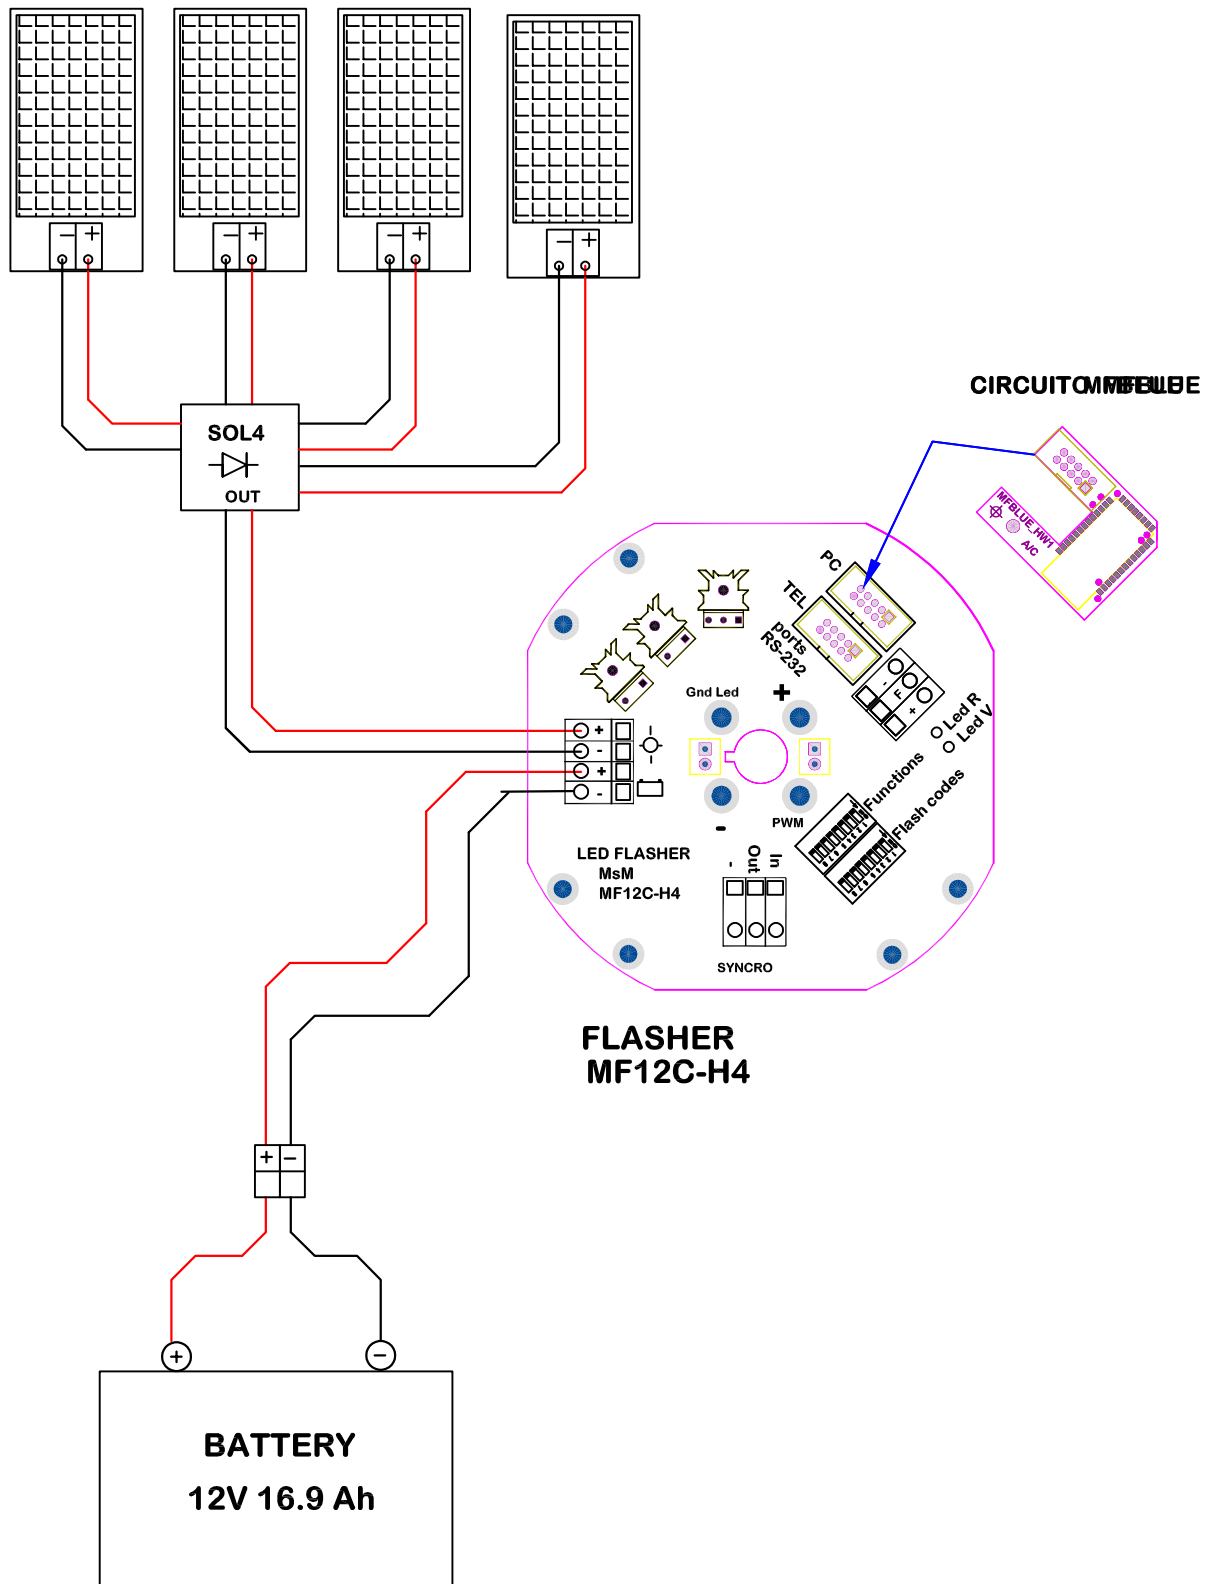 − + − + − + − +
SOL4
OUT
CIRCUITO MFBLUE
MFBLUE_HW1
A/C
PC
TEL
ports
RS-232
- F +
Led R
Led V
Gnd Led
+
+
-
+
-
-
PWM
Functions
Flash codes
LED FLASHER
MsM
MF12C-H4
- Out In
SYNCRO
FLASHER
MF12C-H4
+ −
+ −
BATTERY
12V 16.9 Ah